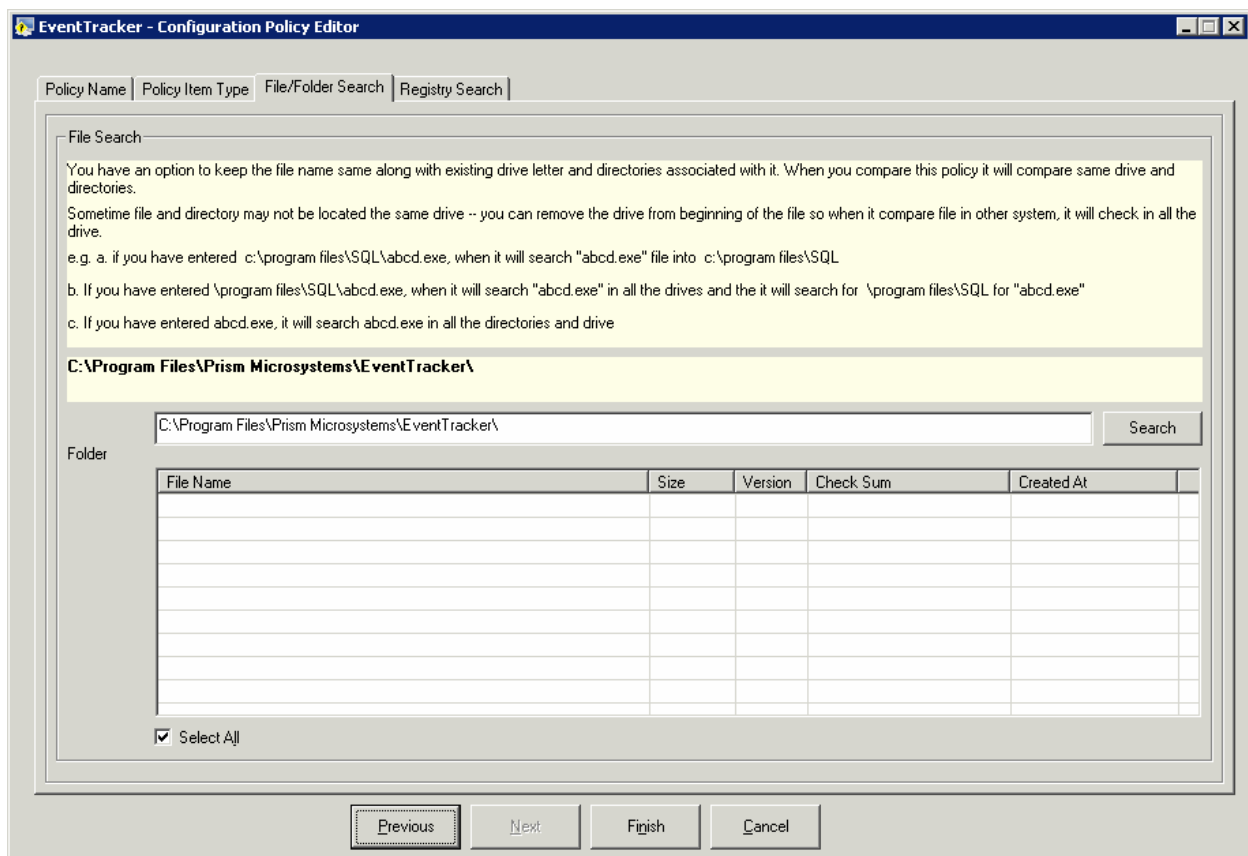 EventTracker - Configuration Policy Editor
Policy Name Policy Item Type File/Folder Search Registry Search
File Search
You have an option to keep the file name same along with existing drive letter and directories associated with it. When you compare this policy it will compare same drive and
directories.
Sometime file and directory may not be located the same drive -- you can remove the drive from beginning of the file so when it compare file in other system, it will check in all the
drive.
e.g. a. if you have entered c:\program files\SQL\abcd.exe, when it will search "abcd.exe" file into c:\program files\SQL
b. If you have entered \program files\SQL\abcd.exe, when it will search "abcd.exe" in all the drives and the it will search for \program files\SQL for "abcd.exe"
c. If you have entered abcd.exe, it will search abcd.exe in all the directories and drive
C:\Program Files\Prism Microsystems\EventTracker\
C:\Program Files\Prism Microsystems\EventTracker\ Search
Folder
File Name Size Version Check Sum Created At
Select All
Previous Next Finish Cancel